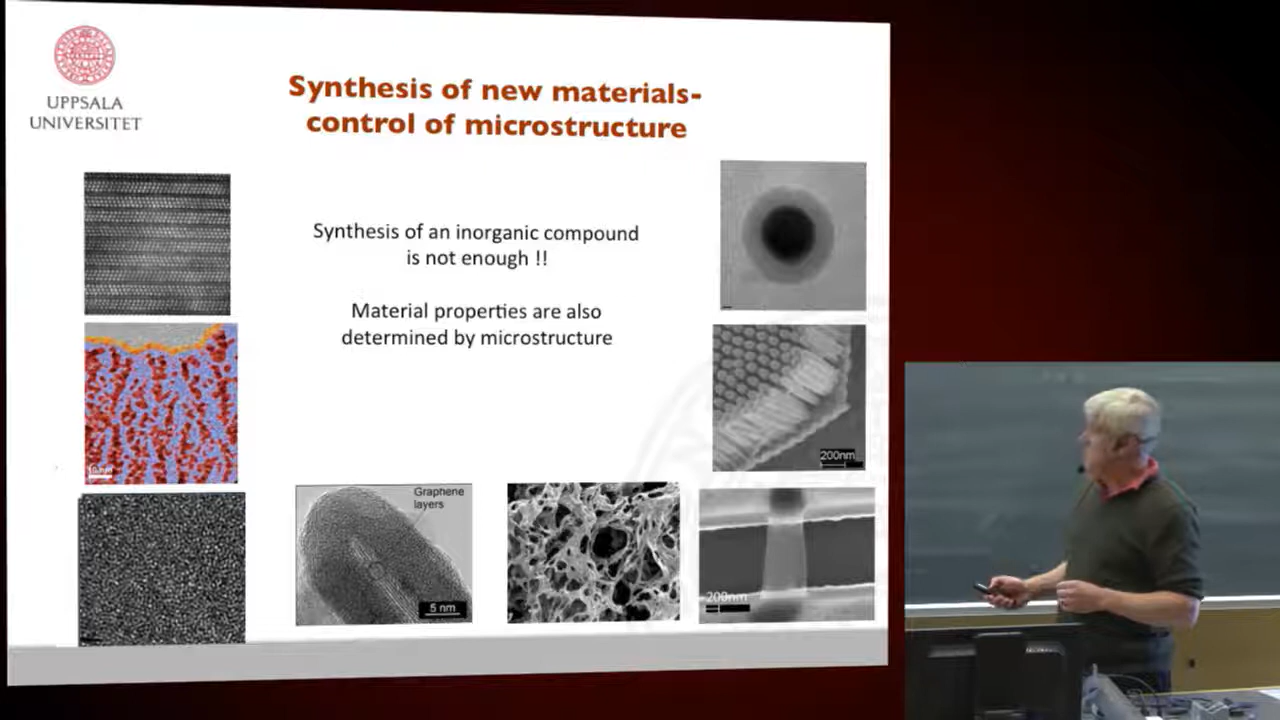 UPPSALA
UNIVERSITET
Synthesis of new materials-
control of microstructure
Synthesis of an inorganic compound
is not enough !!
Material properties are also
determined by microstructure
200nm
Graphene
layers
5 nm
200nm